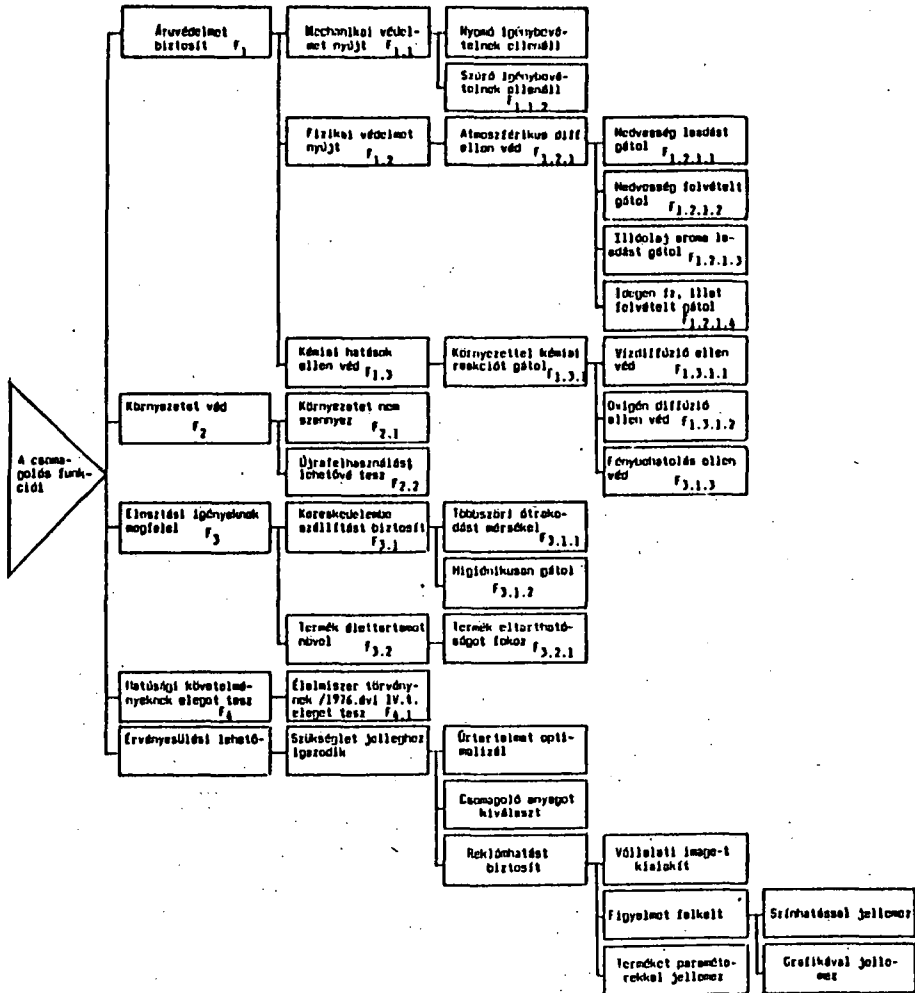 A csoma-
golás funk-
ciói
Áruvédelmet
biztosít F1
Mechanikai védel-
met nyújt F1.1
Nyomó igénybevé-
telnek ellenáll
Szúró igénybevé-
telnek ellenáll
F1.1.2
Fizikai védelmet
nyújt
F1.2
Atmoszférikus diff
ellen véd F1.2.1
Nedvesség leadást
gátol F1.2.1.1
Nedvesség felvételt
gátol F1.2.1.2
Illóolaj aroma le-
adást gátol F1.2.1.3
Idegen íz, illat
felvételt gátol
F1.2.1.4
Kémiai hatások
ellen véd F1.3
Környezettel kémiai
reakciót gátol F1.3.1
Vízdiffúzió ellen
véd F1.3.1.1
Oxigén diffúzió
ellen véd F1.3.1.2
Fénybehatolás ellen
véd F3.1.3
Környezetet véd
F2
Környezetet nem
szennyez F2.1
Újrafelhasználást
lehetővé tesz
F2.2
Elosztási igényeknek
megfelel F3
Kereskedelembe
szállítást biztosít
F3.1
Többszöri átrako-
dást mérsékel
F3.1.1
Higiénikusan gátol
F3.1.2
Termék élettartamot
növel F3.2
Termék eltartható-
ságot fokoz
F3.2.1
Hatósági követelmé-
nyeknek eleget tesz
F4
Élelmiszer törvény-
nek /1976.évi IV.t.
eleget tesz F4.1
Érvényesülési lehető-
Szükséglet jelleghez
igazodik
Űrtartalmat opti-
malizál
Csomagoló anyagot
kiválaszt
Reklámhatást
biztosít
Vállalati image-t
kialakít
Figyelmet felkelt
Színhatással jellemez
Grafikával jelle-
mez
Terméket paraméte-
rekkal jellemez